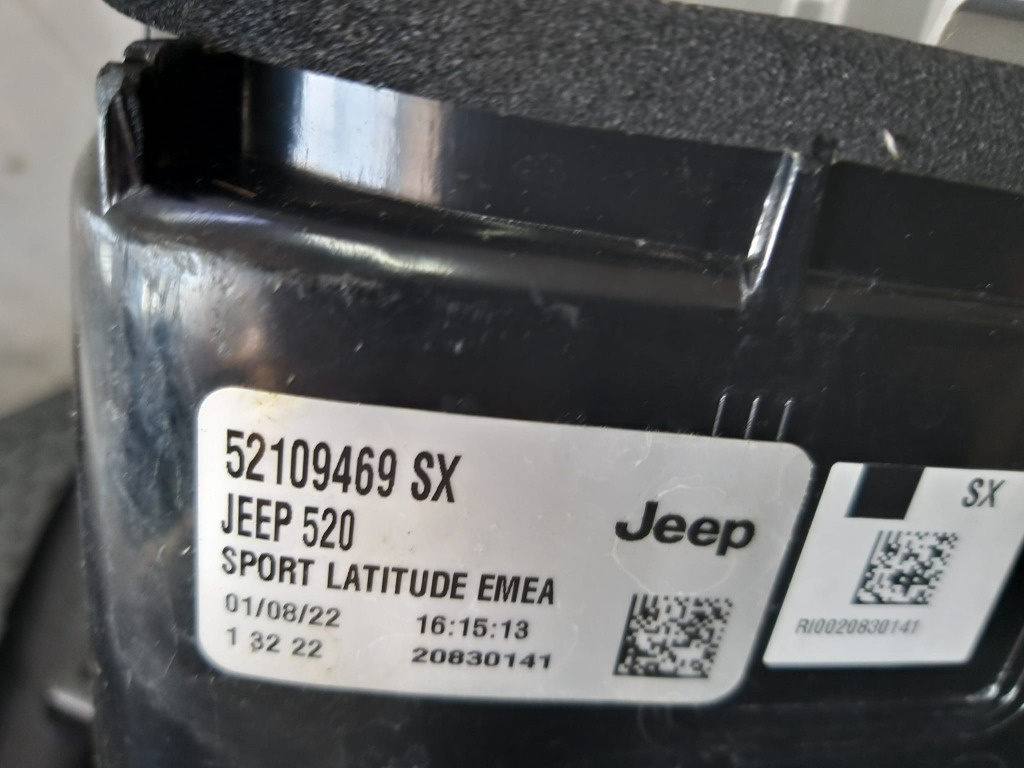 52109469 SX
JEEP 520
Jeep
SPORT LATITUDE EMEA
01/08/22 16:15:13
1 32 22 20830141
SX
RI0020830141